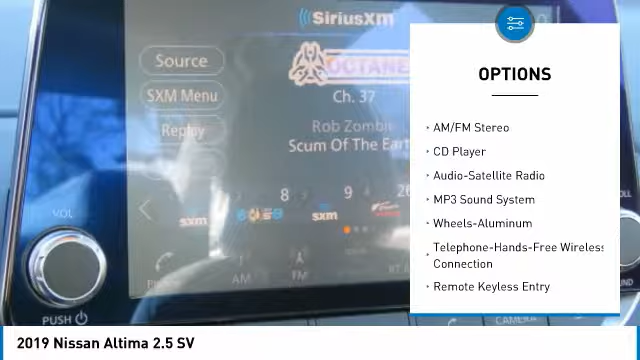 SiriusXM
Source
OCTANE
SXM Menu
Ch. 37
Replay
Rob Zombie
Scum Of The Eart
8
9
sxm
sxm
VOL
AM
FM
PUSH
CAMERA
OPTIONS
AM/FM Stereo
CD Player
Audio-Satellite Radio
MP3 Sound System
Wheels-Aluminum
Telephone-Hands-Free Wireless
Connection
Remote Keyless Entry
2019 Nissan Altima 2.5 SV